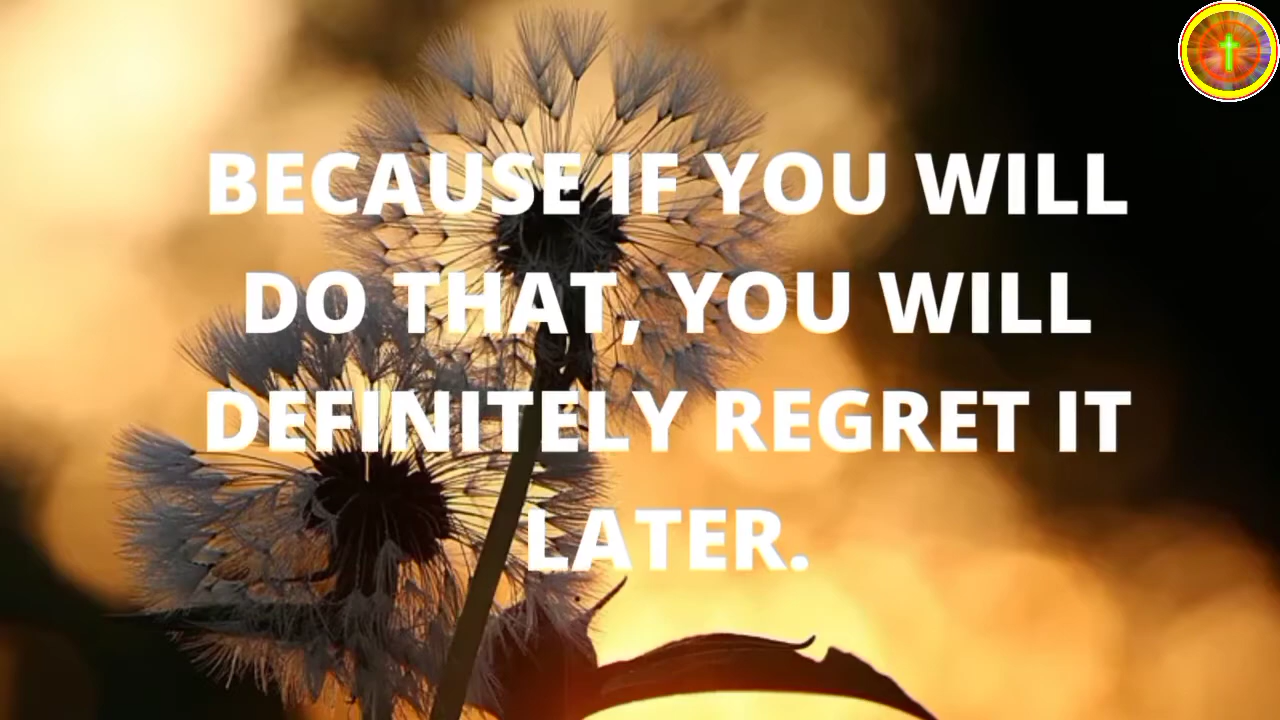 BECAUSE IF YOU WILL
DO THAT, YOU WILL
DEFINITELY REGRET IT
LATER.